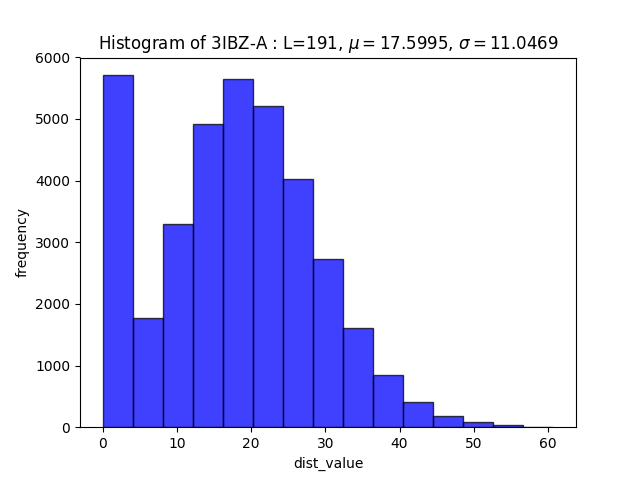 Histogram of 3IBZ-A : L=191, μ = 17.5995, σ = 11.0469
6000
5000
4000
3000
2000
1000
0
frequency
0 10 20 30 40 50 60
dist_value